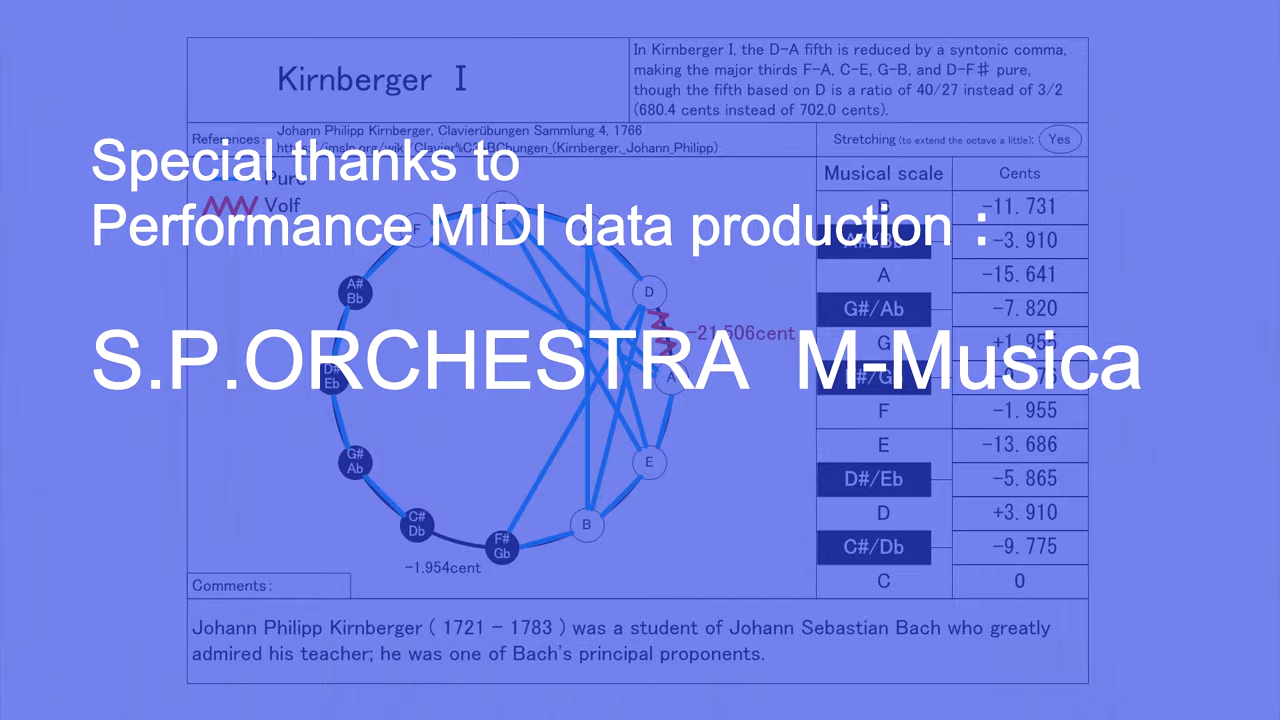 Kirnberger Ⅰ
In Kirnberger Ⅰ, the D-A fifth is reduced by a syntonic comma,
making the major thirds F-A, C-E, G-B, and D-F♯ pure,
though the fifth based on D is a ratio of 40/27 instead of 3/2
(680.4 cents instead of 702.0 cents).
References:
Johann Philipp Kirnberger, Clavierübungen Sammlung 4, 1766
Stretching (to extend the octave a little): Yes
Special thanks to
Performance MIDI data production :
S.P.ORCHESTRA M-Musica
Pure
Volf
F
D
A
E
B
F#
Gb
C#
Db
G#
Ab
D#
Eb
A#
Bb
-21.506cent
-1.954cent
Musical scale Cents
B -11.731
A#/Bb -3.910
A -15.641
G#/Ab -7.820
G +1.955
F -1.955
E -13.686
D#/Eb -5.865
D +3.910
C#/Db -9.775
C 0
Comments:
Johann Philipp Kirnberger ( 1721 - 1783 ) was a student of Johann Sebastian Bach who greatly
admired his teacher; he was one of Bach's principal proponents.